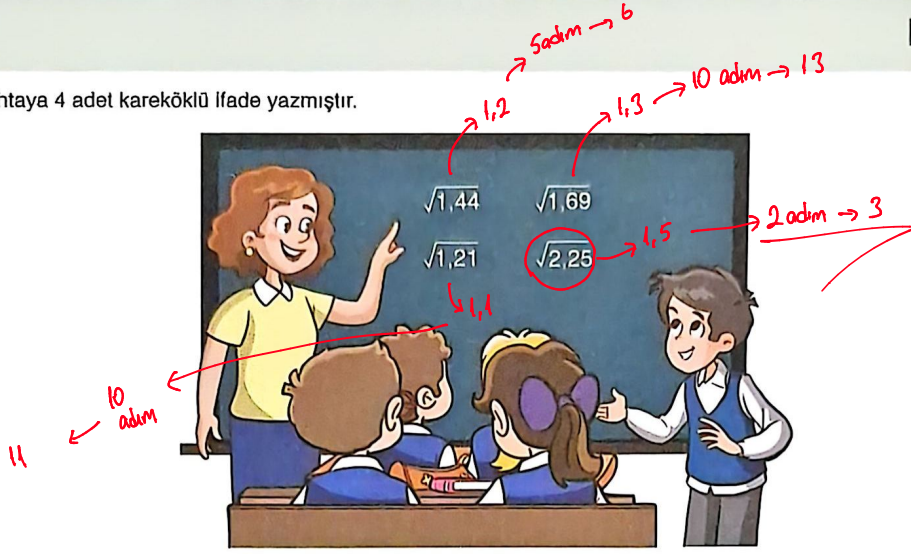 5adım → 6
ntaya 4 adet kareköklü ifade yazmıştır.
1,2
1,3 → 10 adım → 13
√1,44 √1,69
√1,21 √2,25 → 1,5 → 2 adım → 3
1,1
10
adım
11